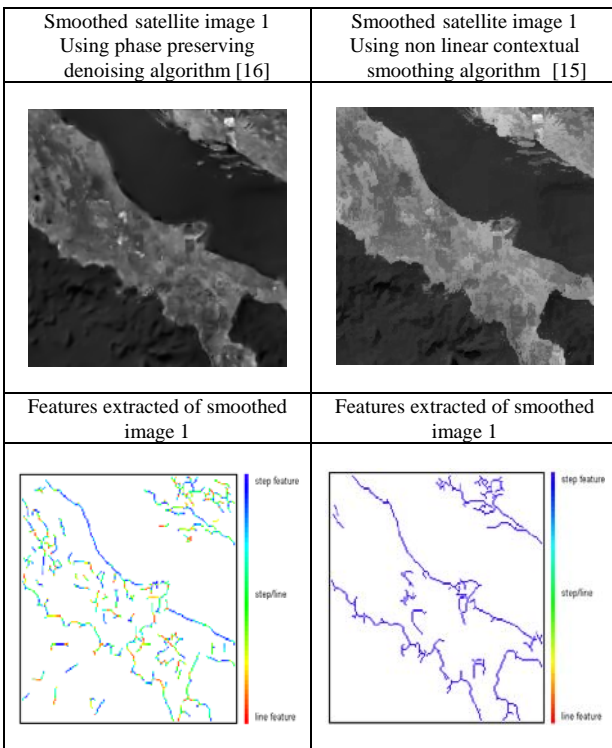 Smoothed satellite image 1
Using phase preserving
denoising algorithm [16]
Smoothed satellite image 1
Using non linear contextual
smoothing algorithm [15]
Features extracted of smoothed
image 1
Features extracted of smoothed
image 1
step feature
step/line
line feature
step feature
step/line
line feature